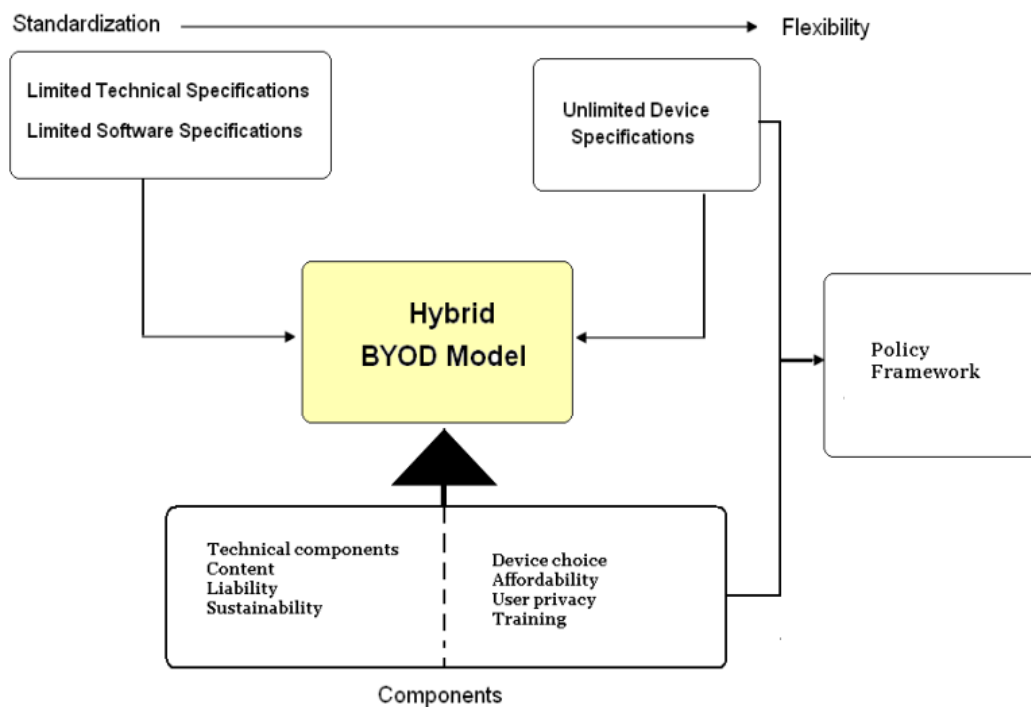 Standardization
Flexibility
Limited Technical Specifications
Limited Software Specifications
Unlimited Device
Specifications
Hybrid
BYOD Model
Policy
Framework
Technical components
Content
Liability
Sustainability
Device choice
Affordability
User privacy
Training
Components